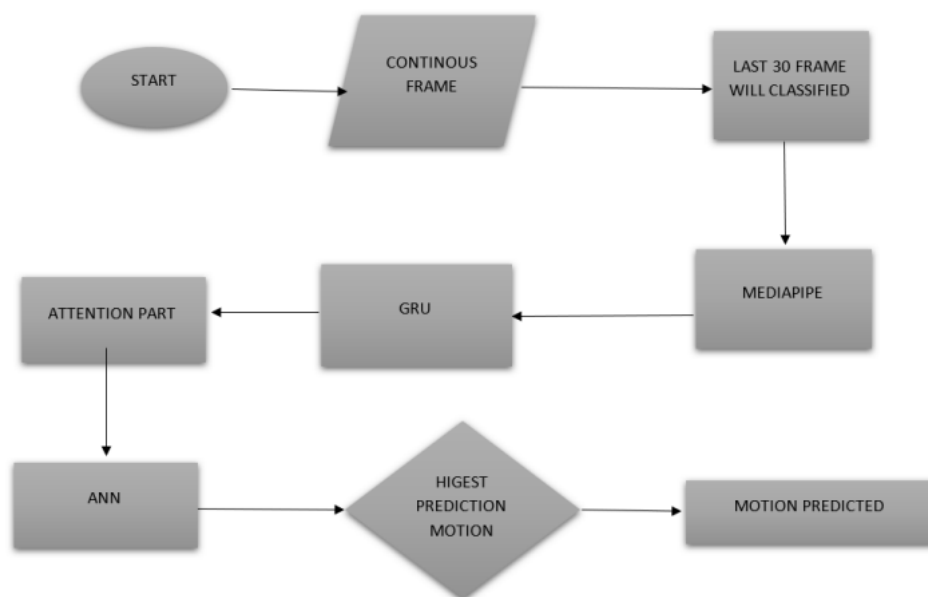 START
CONTINOUS
FRAME
LAST 30 FRAME
WILL CLASSIFIED
MEDIAPIPE
GRU
ATTENTION PART
ANN
HIGEST
PREDICTION
MOTION
MOTION PREDICTED